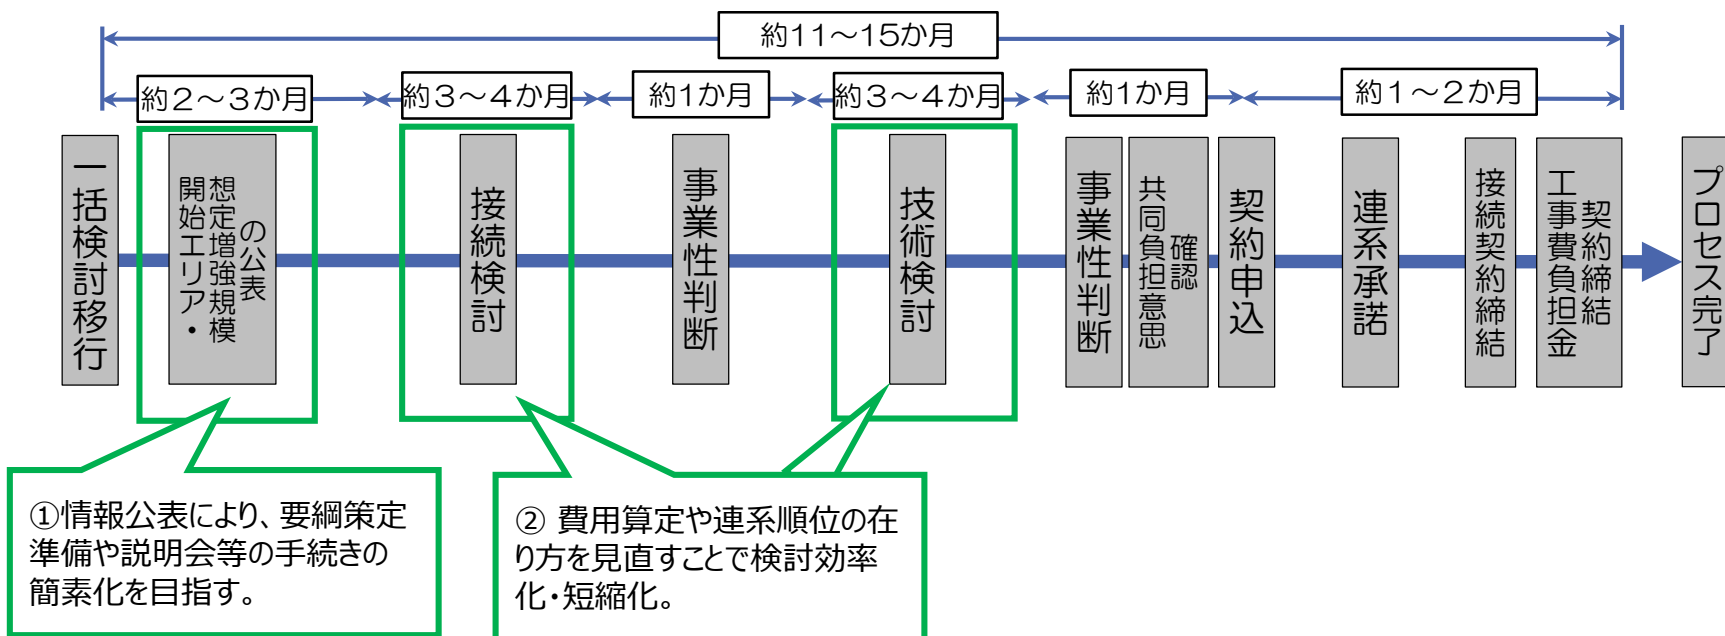 約11～15か月
約２～３か月
約３～４か月
約1か月
約３～４か月
約1か月
約１～２か月
一括検討移行
開始エリア・
想定増強規模
の公表
接続検討
事業性判断
技術検討
事業性判断
共同負担意思
確認
契約申込
連系承諾
接続契約締結
工事費負担金
契約締結
プロセス完了
①情報公表により、要綱策定
準備や説明会等の手続きの
簡素化を目指す。
② 費用算定や連系順位の在
り方を見直すことで検討効率
化・短縮化。